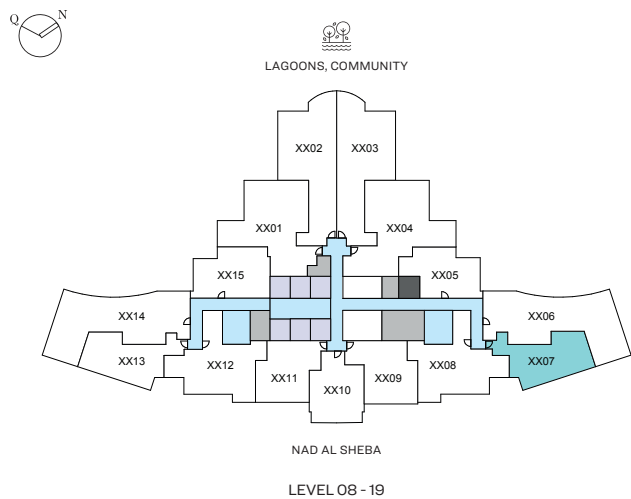 Q N
LAGOONS, COMMUNITY
XX02 XX03
XX01 XX04
XX15 XX05
XX14 XX06
XX13 XX12 XX11 XX10 XX09 XX08 XX07
NAD AL SHEBA
LEVEL 08 - 19